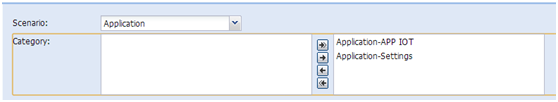 Scenario: Application
Category: Application-APP IOT
Application-Settings